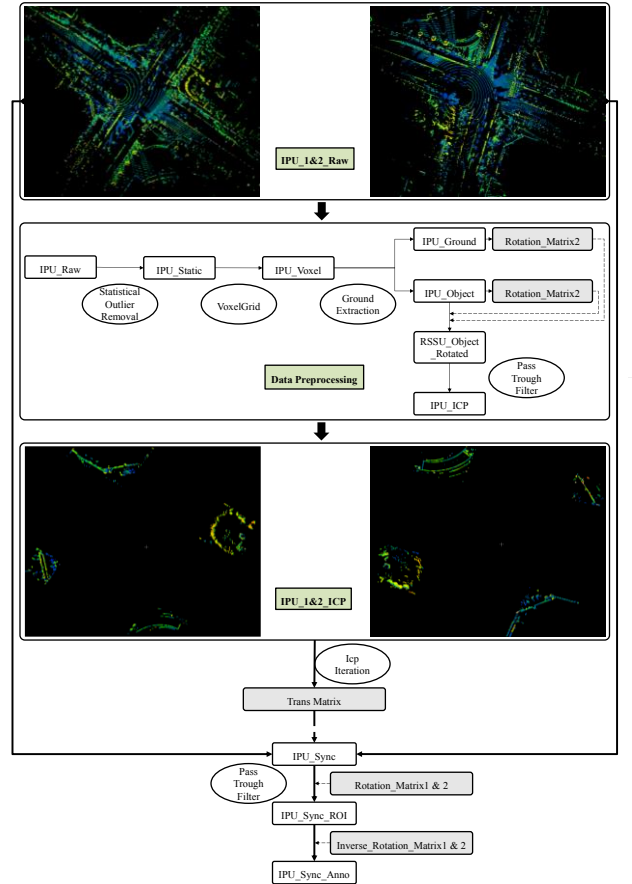 IPU_1&2_Raw
IPU_Ground
Rotation_Matrix2
IPU_Raw
IPU_Static
IPU_Voxel
Statistical
Outlier
Removal
VoxelGrid
Ground
Extraction
IPU_Object
Rotation_Matrix2
RSSU_Object
_Rotated
Data Preprocessing
Pass
Trough
Filter
IPU_ICP
IPU_1&2_ICP
Icp
Iteration
Trans Matrix
IPU_Sync
Pass
Trough
Filter
Rotation_Matrix1 & 2
IPU_Sync_ROI
Inverse_Rotation_Matrix1 & 2
IPU_Sync_Anno